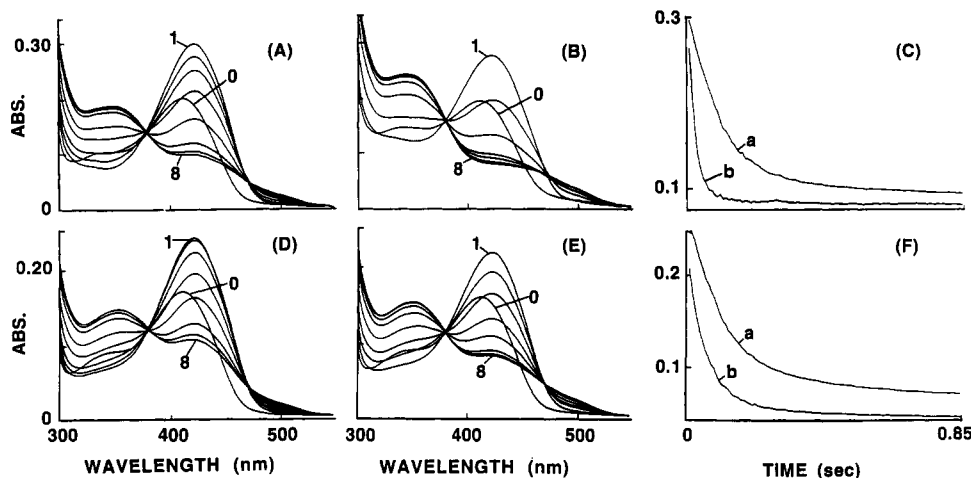 0.30
ABS.
0
1
0
8
(A)
1
0
8
(B)
0.3
0.1
a
b
(C)
0.20
ABS.
0
1
0
8
(D)
300 400 500
WAVELENGTH (nm)
1
0
8
(E)
300 400 500
WAVELENGTH (nm)
0.2
0.1
a
b
(F)
0 0.85
TIME (sec)